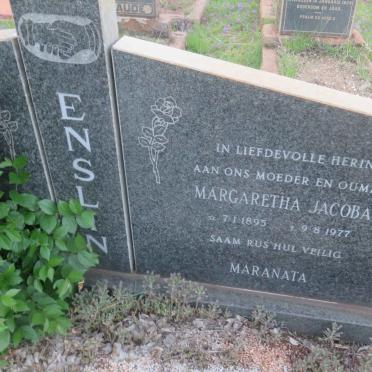 ENSLIN
IN LIEFDEVOLLE HERIN
AAN ONS MOEDER EN OUMA
MARGARETHA JACOBA
☆ 7.1.1895 † 9.8.1977
SAAM RUS HUL VEILIG
MARANATA